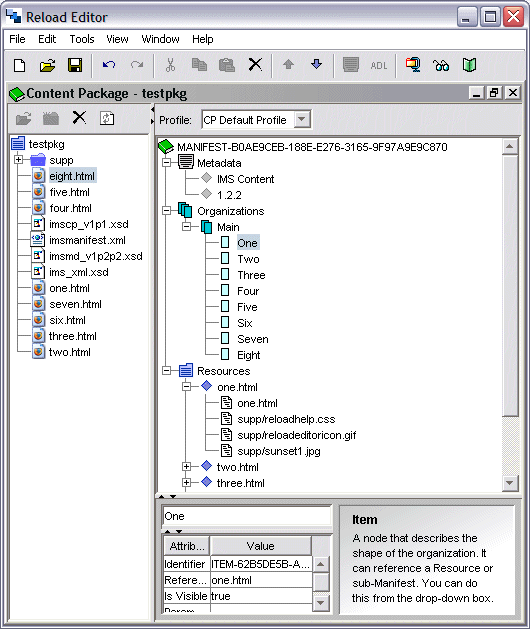 Reload Editor
File Edit Tools View Window Help
ADL
Content Package - testpkg
Profile: CP Default Profile
testpkg
supp
eight.html
five.html
four.html
imscp_v1p1.xsd
imsmanifest.xml
imsmd_v1p2p2.xsd
ims_xml.xsd
one.html
seven.html
six.html
three.html
two.html
MANIFEST-B0AE9CEB-188E-E276-3165-9F97A9E9C870
Metadata
IMS Content
1.2.2
Organizations
Main
One
Two
Three
Four
Five
Six
Seven
Eight
Resources
one.html
one.html
supp/reloadhelp.css
supp/reloadeditoricon.gif
supp/sunset1.jpg
two.html
three.html
One
Attrib... Value
Identifier ITEM-62B5DE5B-A...
Refere... one.html
Is Visible true
Item
A node that describes the
shape of the organization. It
can reference a Resource or
sub-Manifest. You can do
this from the drop-down box.